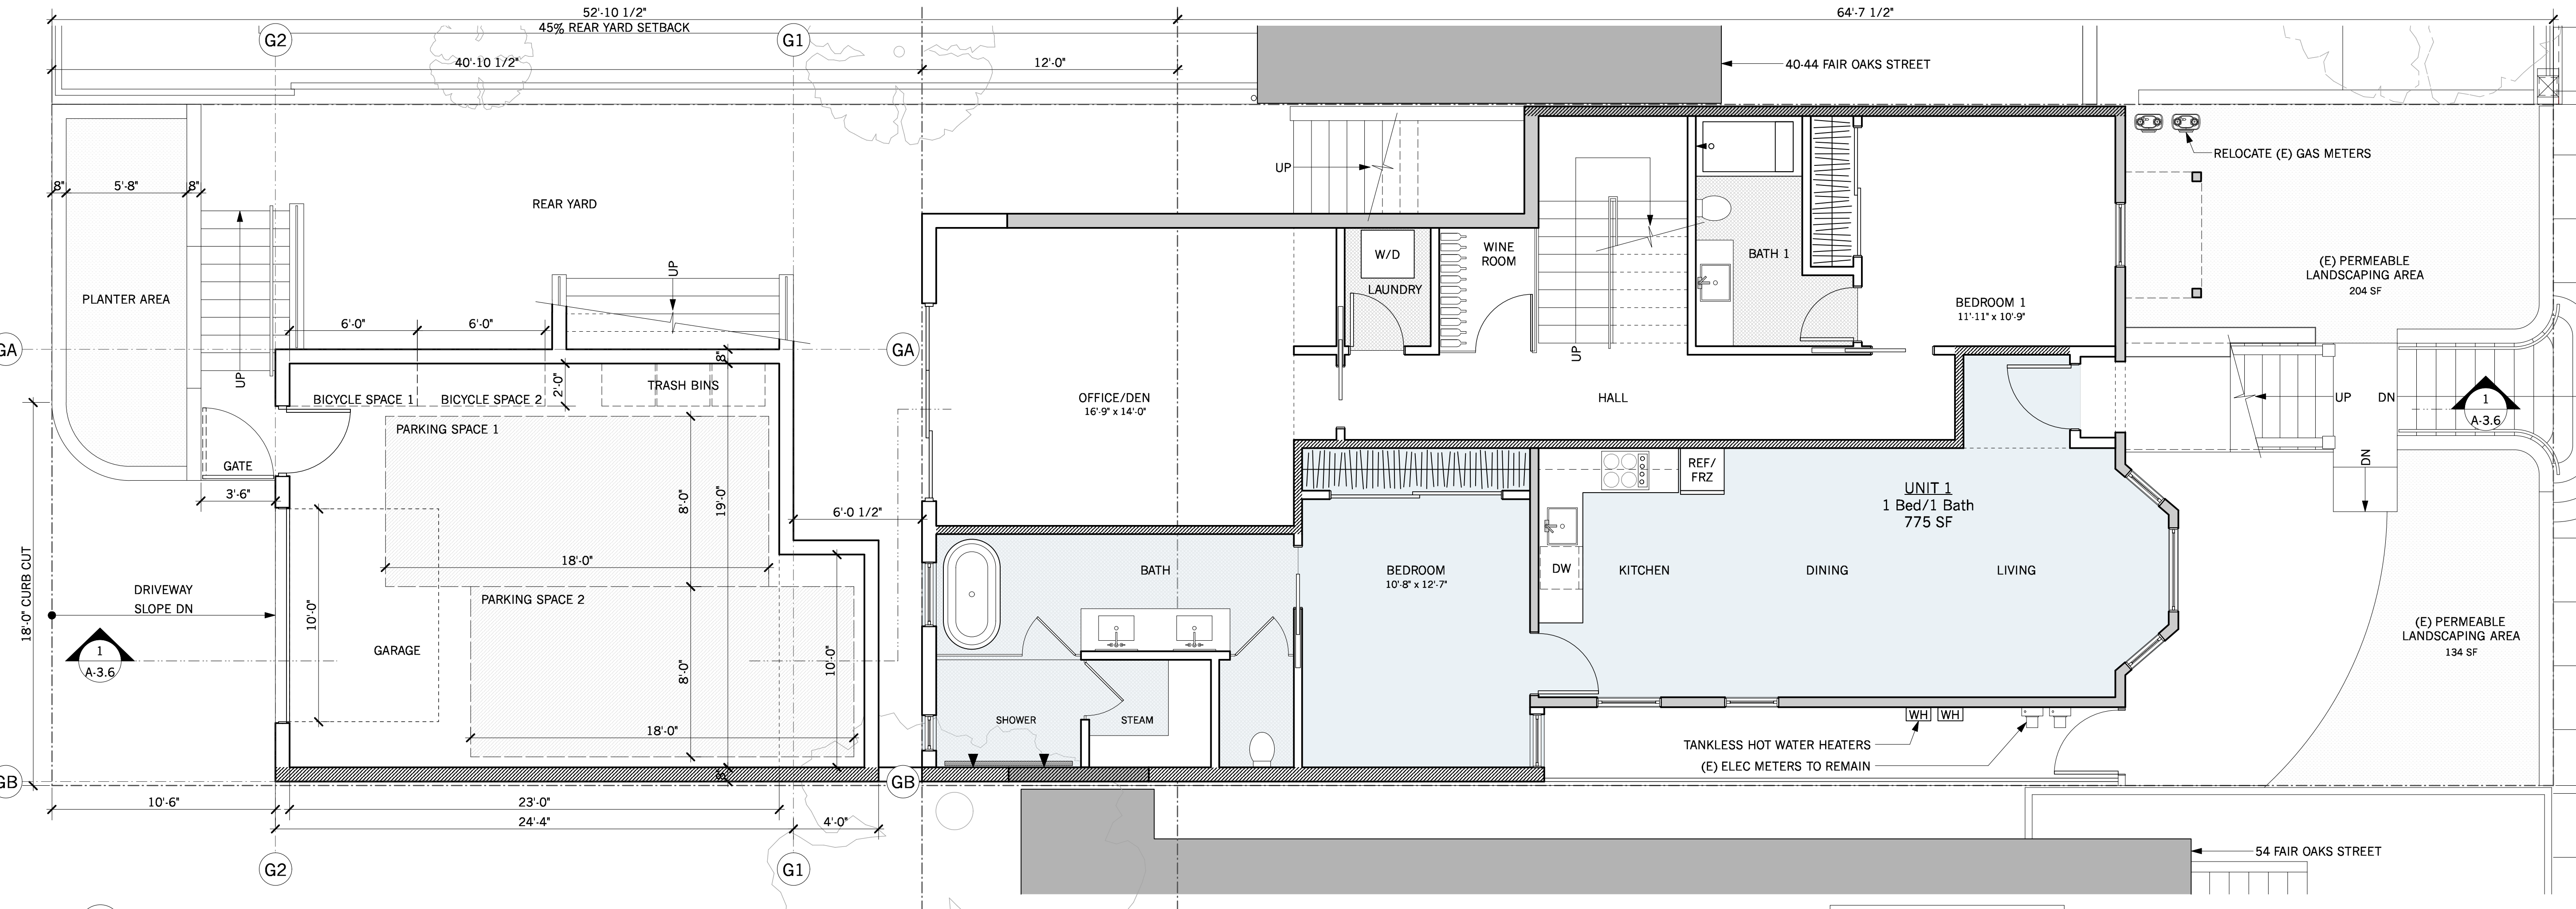 52'-10 1/2"
64'-7 1/2"
45% REAR YARD SETBACK
G2
G1
40'-10 1/2"
12'-0"
40-44 FAIR OAKS STREET
RELOCATE (E) GAS METERS
UP
8"
5'-8"
8"
REAR YARD
PLANTER AREA
UP
UP
6'-0"
6'-0"
W/D
LAUNDRY
WINE
ROOM
UP
BATH 1
BEDROOM 1
11'-11" x 10'-9"
(E) PERMEABLE
LANDSCAPING AREA
204 SF
GA
GA
8"
2'-0"
TRASH BINS
BICYCLE SPACE 1
BICYCLE SPACE 2
PARKING SPACE 1
OFFICE/DEN
16'-9" x 14'-0"
HALL
UP
DN
DN
1
A-3.6
GATE
3'-6"
8'-0"
19'-0"
6'-0 1/2"
REF/
FRZ
UNIT 1
1 Bed/1 Bath
775 SF
18'-0" CURB CUT
18'-0"
DRIVEWAY
SLOPE DN
10'-0"
PARKING SPACE 2
BATH
BEDROOM
10'-8" x 12'-7"
DW
KITCHEN
DINING
LIVING
1
A-3.6
GARAGE
8'-0"
10'-0"
(E) PERMEABLE
LANDSCAPING AREA
134 SF
SHOWER
STEAM
18'-0"
WH
WH
TANKLESS HOT WATER HEATERS
(E) ELEC METERS TO REMAIN
GB
GB
8"
10'-6"
23'-0"
24'-4"
4'-0"
G2
G1
54 FAIR OAKS STREET